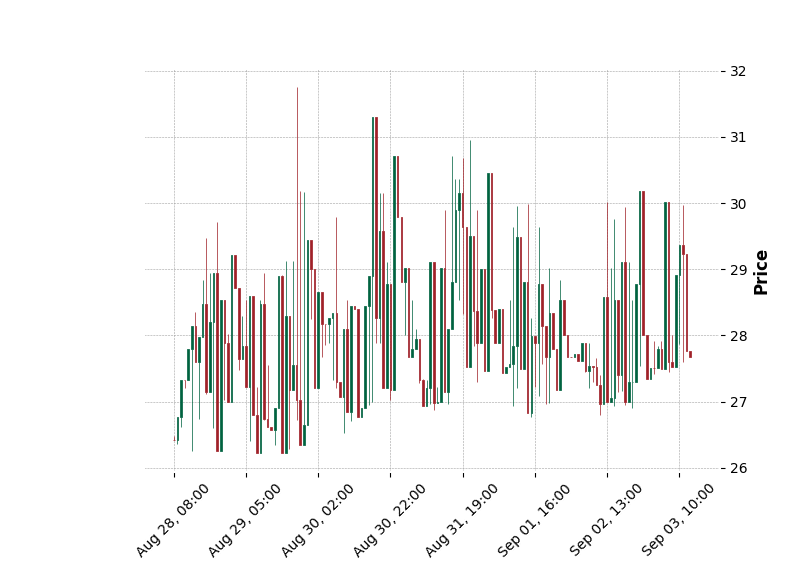 32
31
30
29
28
27
26
Price
Aug 28, 08:00
Aug 29, 05:00
Aug 30, 02:00
Aug 30, 22:00
Aug 31, 19:00
Sep 01, 16:00
Sep 02, 13:00
Sep 03, 10:00